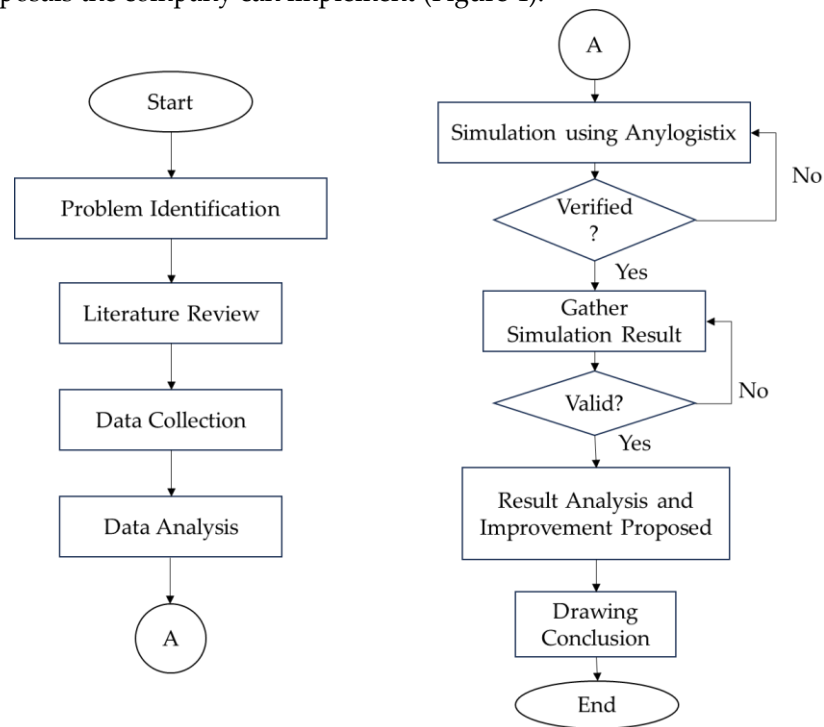 posals the company can implement (Figure 1).
Start
Problem Identification
Literature Review
Data Collection
Data Analysis
A
A
Simulation using Anylogistix
No
Verified
?
Yes
Gather
Simulation Result
No
Valid?
Yes
Result Analysis and
Improvement Proposed
Drawing
Conclusion
End